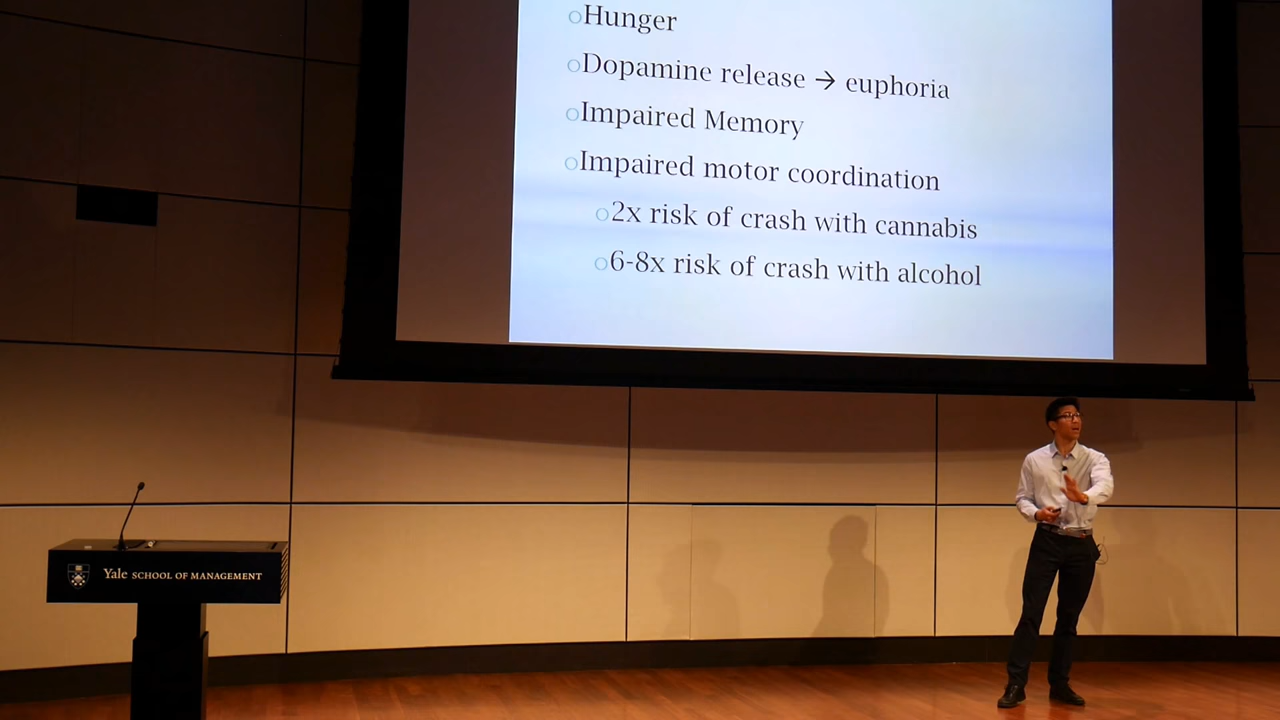 Hunger
Dopamine release → euphoria
Impaired Memory
Impaired motor coordination
2x risk of crash with cannabis
6-8x risk of crash with alcohol
Yale SCHOOL OF MANAGEMENT